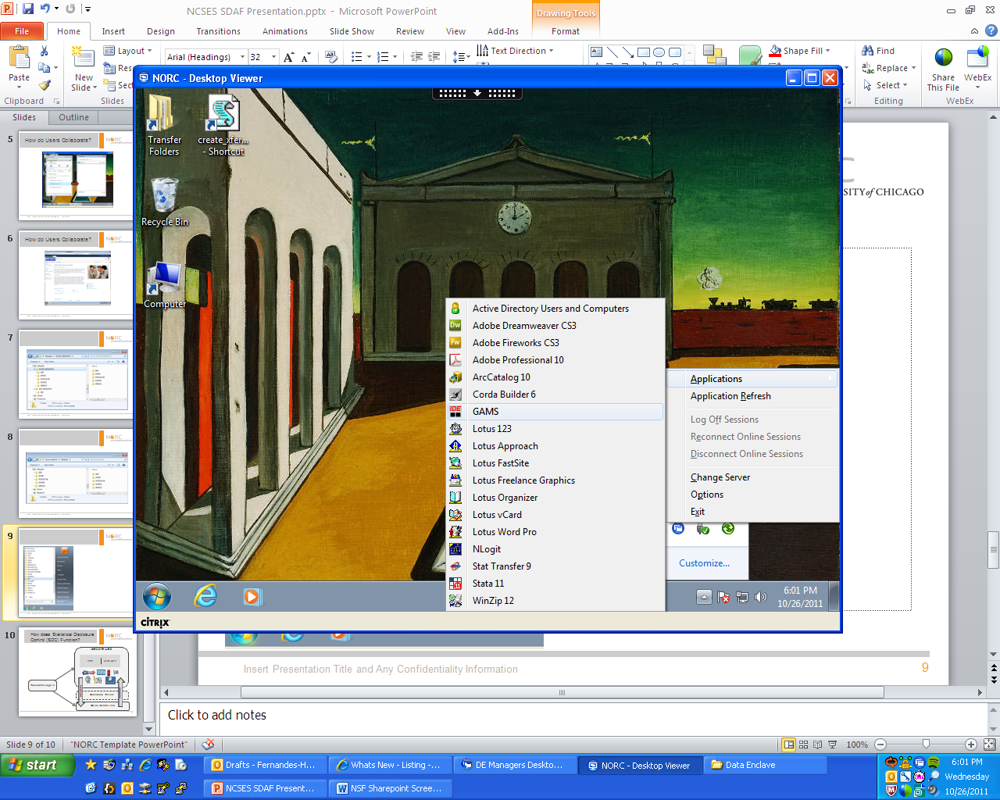 NCSES SDAF Presentation.pptx - Microsoft PowerPoint
Drawing Tools
File
Home
Insert
Design
Transitions
Animations
Slide Show
Review
View
Add-Ins
Format
Paste
Clipboard
New
Slide
Layout
Slides
Arial (Headings)
32
Text Direction
Shape Fill
Find
Replace
Select
Editing
Share
This File
WebEx
WebEx
Slides
Outline
5
How do Users Collaborate?
6
How do Users Collaborate?
7
8
9
10
How does Statistical Disclosure
Control (SDC) Function?
NORC - Desktop Viewer
Transfer
Folders
create_xfer...
- Shortcut
Recycle Bin
Computer
Active Directory Users and Computers
Adobe Dreamweaver CS3
Adobe Fireworks CS3
Adobe Professional 10
ArcCatalog 10
Corda Builder 6
GAMS
Lotus 123
Lotus Approach
Lotus FastSite
Lotus Freelance Graphics
Lotus Organizer
Lotus vCard
Lotus Word Pro
NLogit
Stat Transfer 9
Stata 11
WinZip 12
Applications
Application Refresh
Log Off Sessions
Reconnect Online Sessions
Disconnect Online Sessions
Change Server
Options
Exit
Customize...
6:01 PM
10/26/2011
CITRIX
SITY of CHICAGO
Insert Presentation Title and Any Confidentiality Information
9
Click to add notes
Slide 9 of 10
"NORC Template PowerPoint"
100%
start
Drafts - Fernandes-H...
Whats New - Listing -...
DE Managers Deskto...
NORC - Desktop Viewer
Data Enclave
NCSES SDAF Present...
NSF Sharepoint Scree...
6:01 PM
Wednesday
10/26/2011